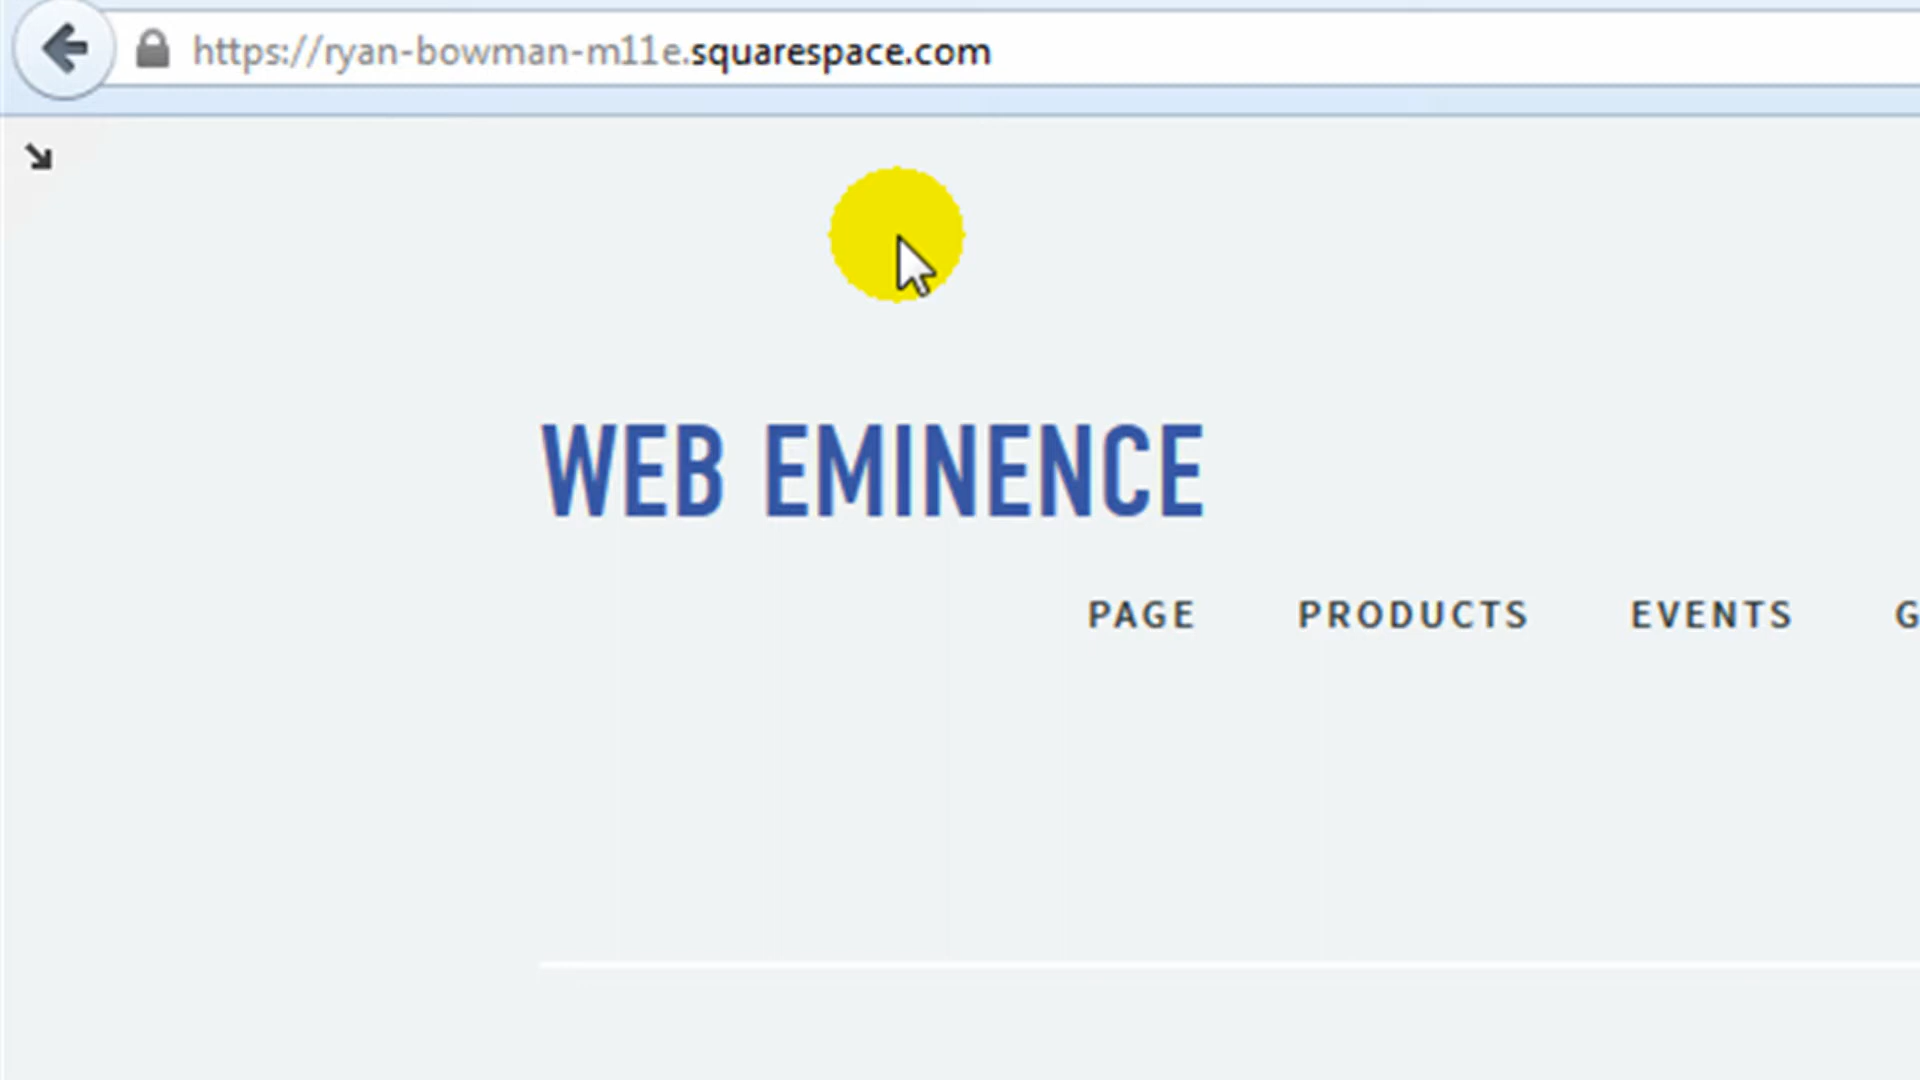 https://ryan-bowman-m11e.squarespace.com
WEB EMINENCE
PAGE PRODUCTS EVENTS G